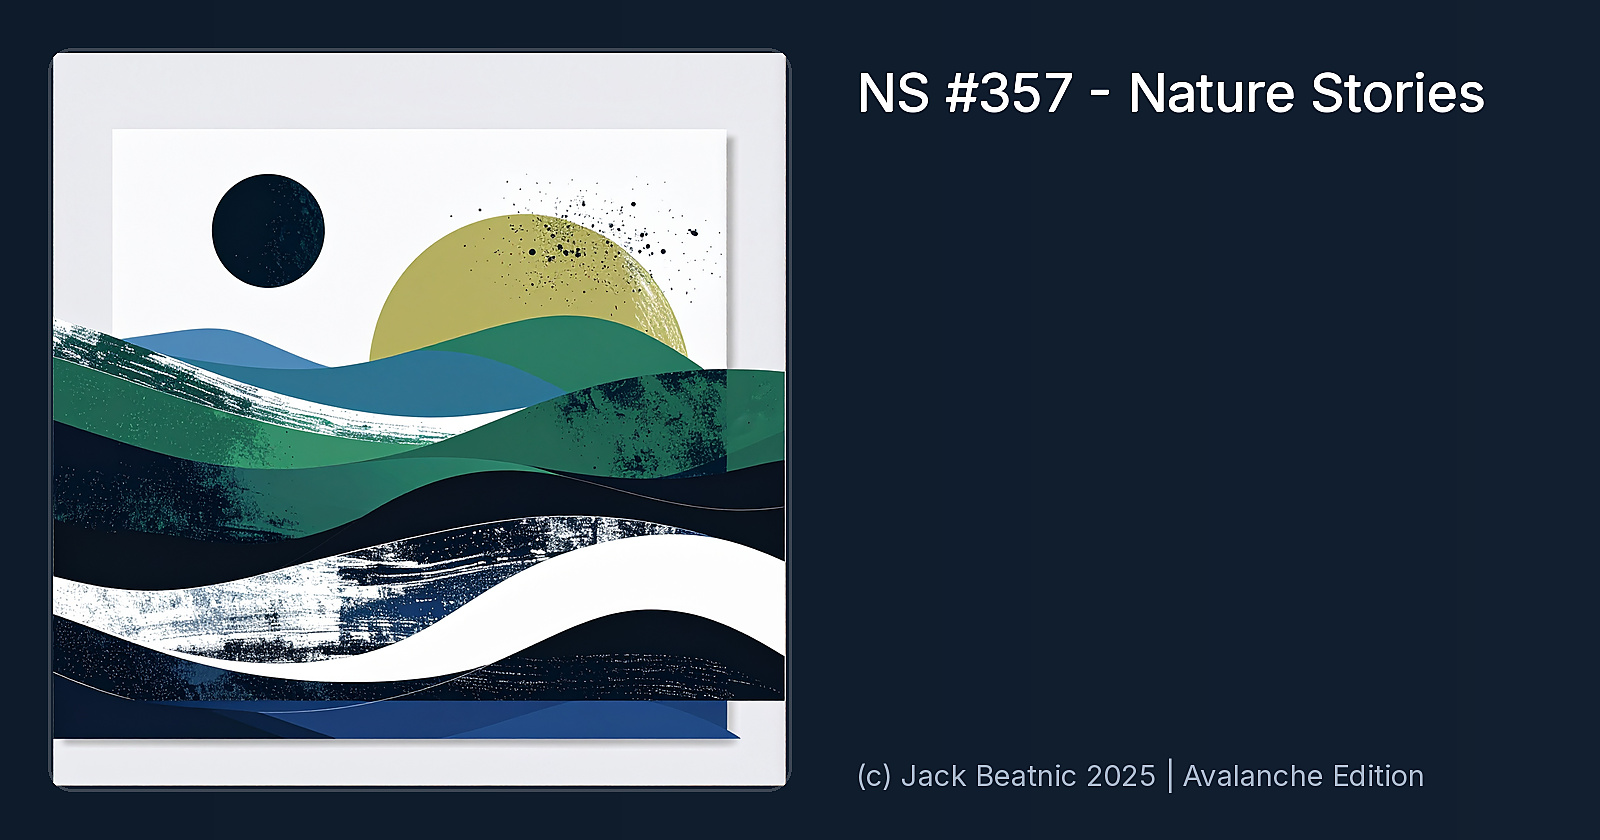 NS #357 - Nature Stories
(c) Jack Beatnic 2025 | Avalanche Edition